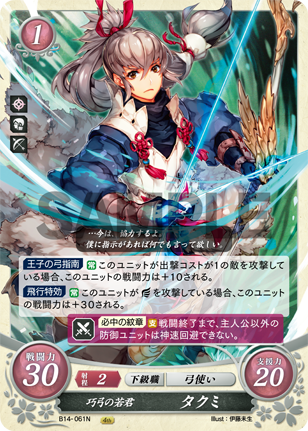 1
SAMPLE
…今は、協力するよ。
僕に指示があれば何でも言って欲しい。
王子の弓指南 常 このユニットが出撃コストが1の敵を攻撃している場合、このユニットの戦闘力は+10される。
飛行特効 常 このユニットが を攻撃している場合、このユニットの戦闘力は+30される。
必中の紋章 戦闘終了まで、主人公以外の
防御ユニットは神速回避できない。
戦闘力
30
射程 2 下級職 弓使い
支援力
20
巧弓の若君 タクミ
B14-061N
Illust:伊藤未生